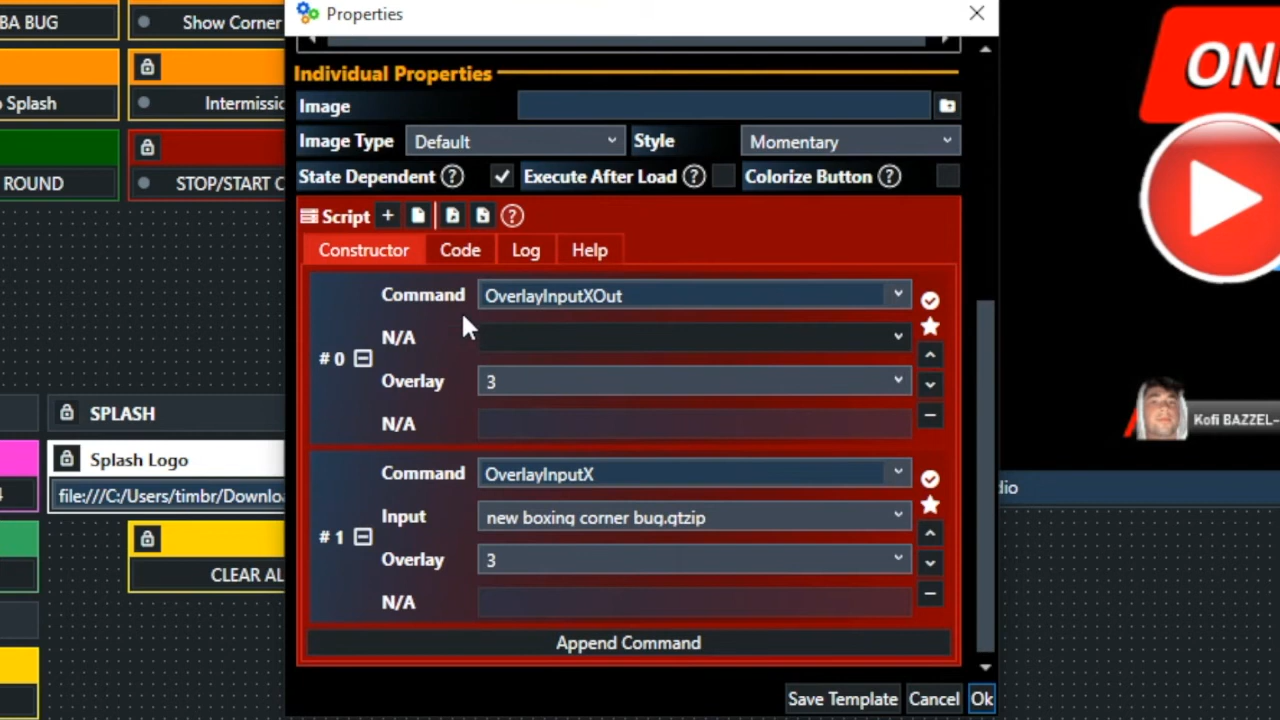 Properties
BA BUG
Show Corner
ONI
Individual Properties
Image
Splash
Intermissio
Image Type Default Style Momentary
State Dependent ? Execute After Load ? Colorize Button ?
ROUND
STOP/START C
Script + ?
Constructor Code Log Help
Command OverlayInputXOut
N/A
# 0
Overlay 3
N/A
Kofi BAZZEL-
SPLASH
Splash Logo
file:///C:/Users/timbr/Downloa
Command OverlayInputX
Input new boxing corner bug.gtzip
# 1
Overlay 3
N/A
dio
CLEAR AL
Append Command
Save Template Cancel Ok